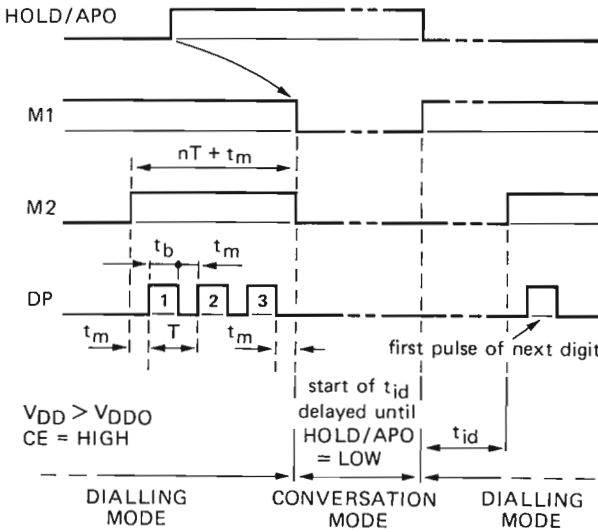 HOLD/APO
M1
nT + tm
M2
tb tm
DP 1 2 3
tm T tm first pulse of next digit
VDD > VDDO
CE = HIGH
start of tid
delayed until
HOLD/APO
= LOW
tid
DIALLING
MODE
CONVERSATION
MODE
DIALLING
MODE